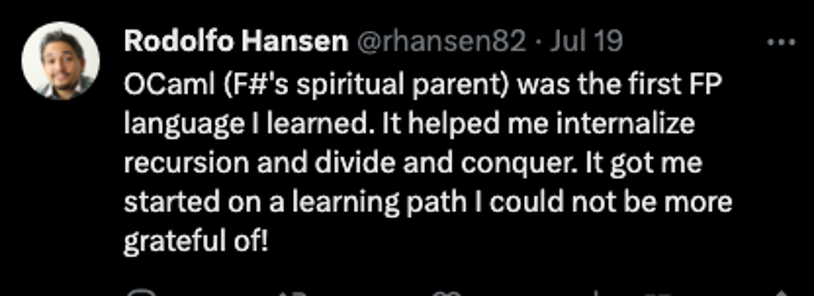 Rodolfo Hansen @rhansen82 · Jul 19
OCaml (F#'s spiritual parent) was the first FP
language I learned. It helped me internalize
recursion and divide and conquer. It got me
started on a learning path I could not be more
grateful of!